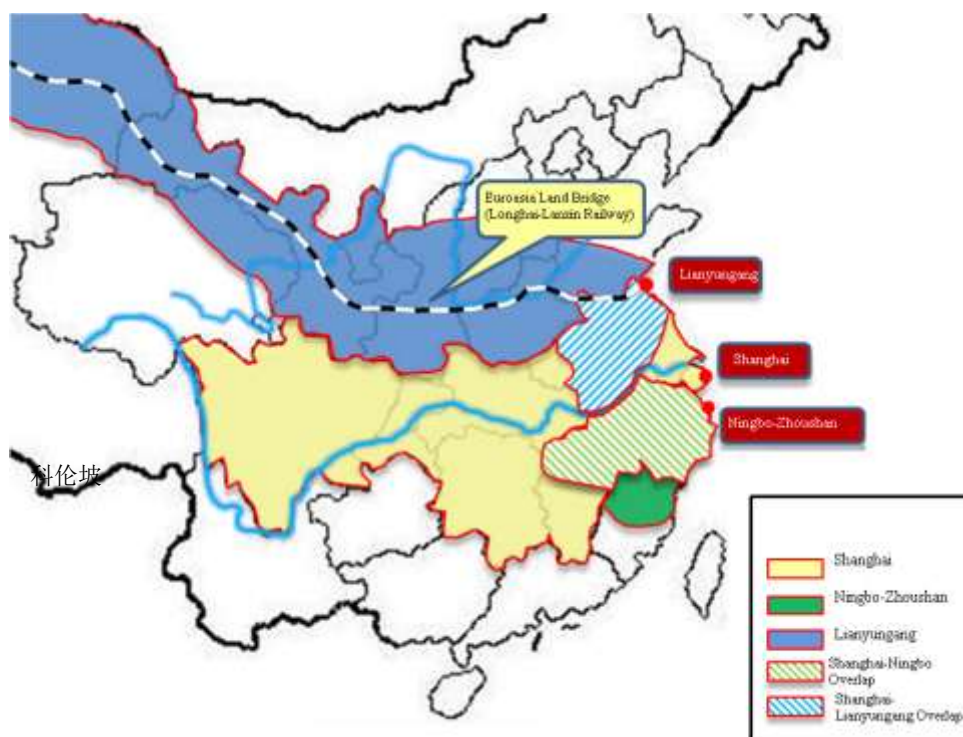 Euroasia Land Bridge
(Longhai-Lanxin Railway)
Lianyungang
Shanghai
Ningbo-Zhoushan
科伦坡
Shanghai
Ningbo-Zhoushan
Lianyungang
Shanghai-Ningbo
Overlap
Shanghai-
Lianyungang Overlap